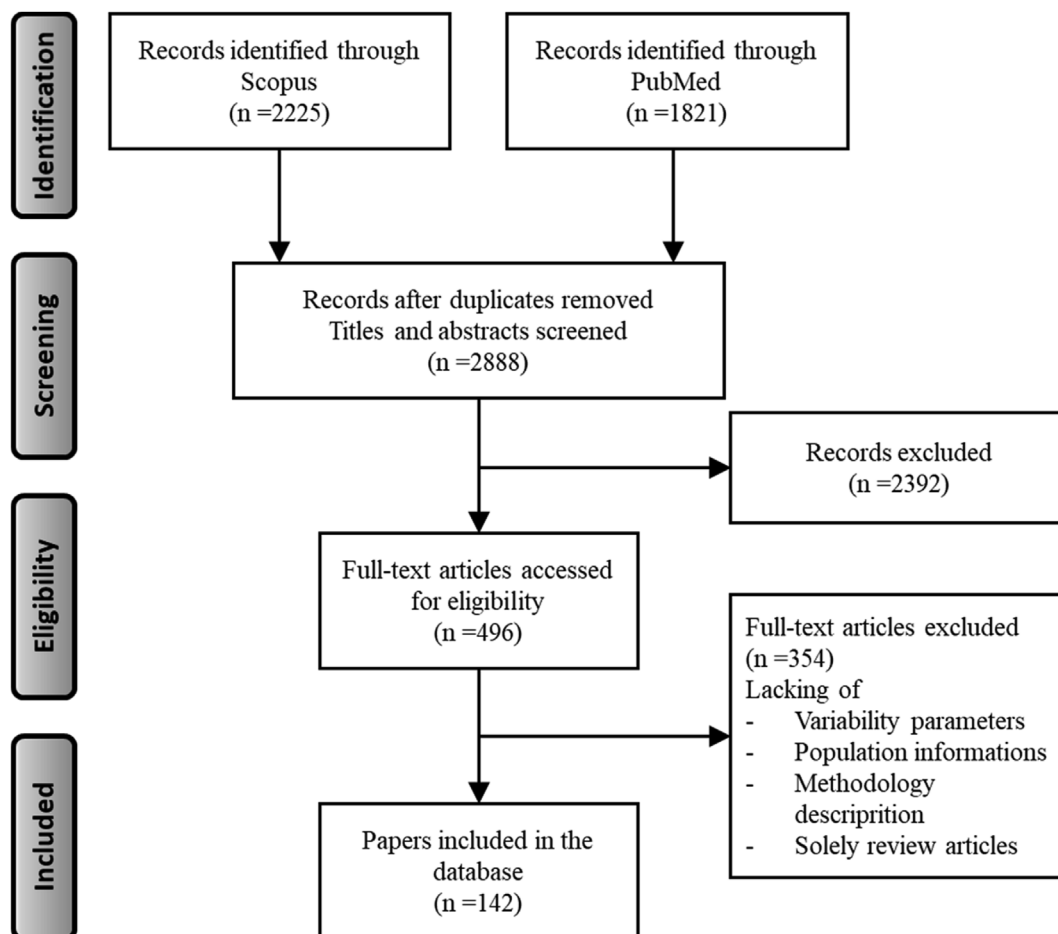 Identification
Records identified through
Scopus
(n =2225)
Records identified through
PubMed
(n =1821)
Screening
Records after duplicates removed
Titles and abstracts screened
(n =2888)
Records excluded
(n =2392)
Eligibility
Full-text articles accessed
for eligibility
(n =496)
Full-text articles excluded
(n =354)
Lacking of
- Variability parameters
- Population informations
- Methodology
descriprition
- Solely review articles
Included
Papers included in the
database
(n =142)